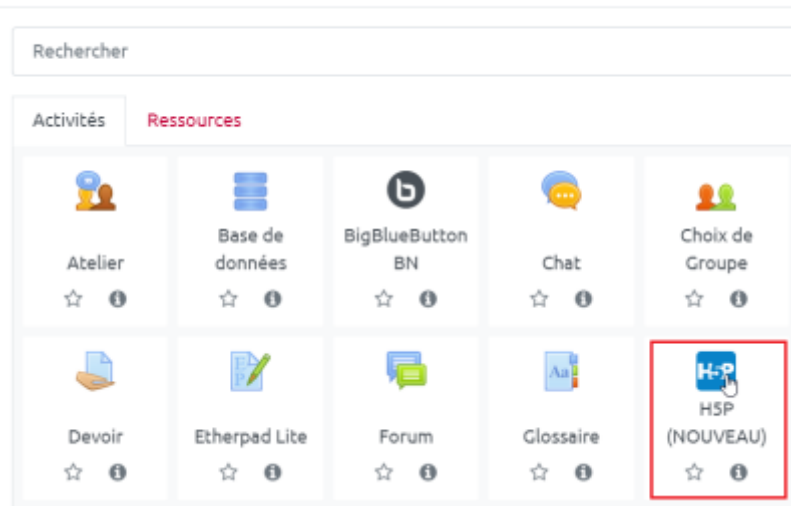 Rechercher
Activités
Ressources
Atelier
Base de
données
BigBlueButton
BN
Chat
Choix de
Groupe
Devoir
Etherpad Lite
Forum
Aa
Glossaire
H5P
H5P
(NOUVEAU)